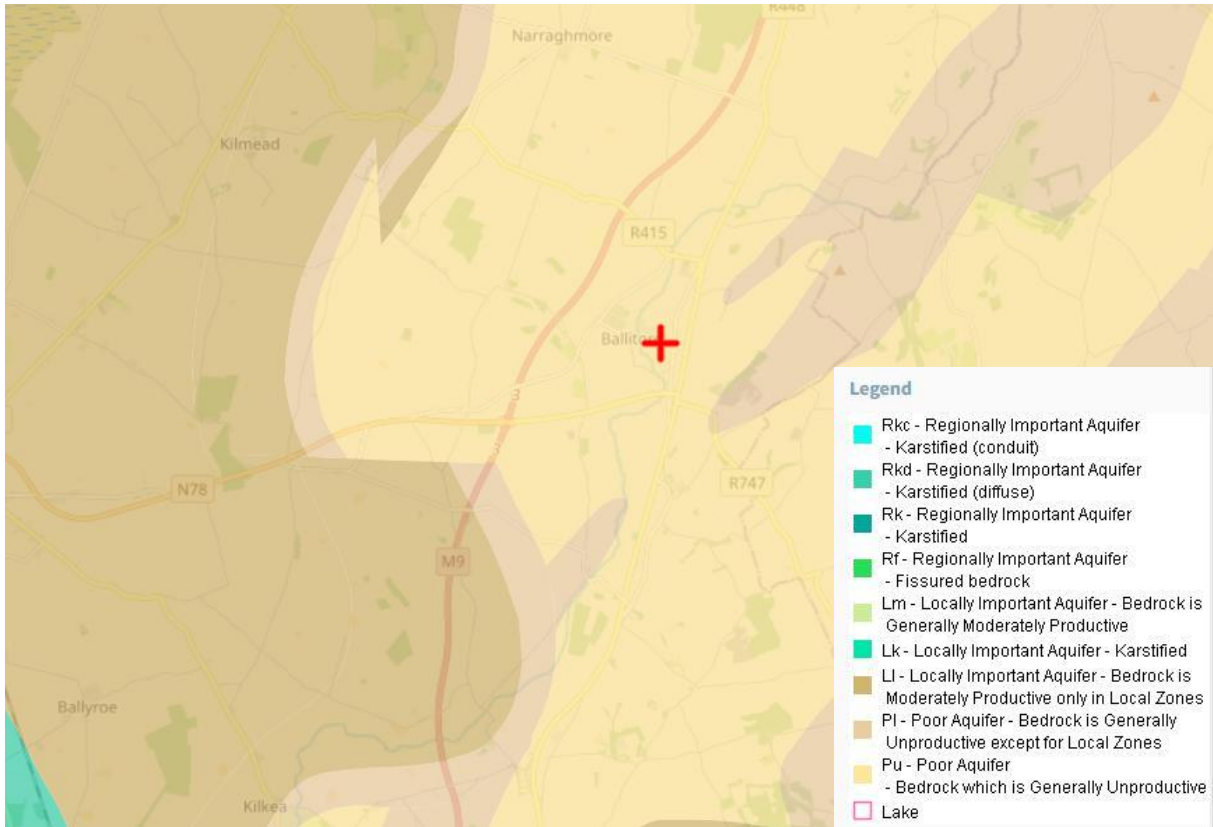 R448
Narraghmore
Kilmead
R415
Ballitore
3
3
N78
R747
M9
Ballyroe
Kilkea
Legend
Rkc - Regionally Important Aquifer
- Karstified (conduit)
Rkd - Regionally Important Aquifer
- Karstified (diffuse)
Rk - Regionally Important Aquifer
- Karstified
Rf - Regionally Important Aquifer
- Fissured bedrock
Lm - Locally Important Aquifer - Bedrock is
Generally Moderately Productive
Lk - Locally Important Aquifer - Karstified
Ll - Locally Important Aquifer - Bedrock is
Moderately Productive only in Local Zones
Pl - Poor Aquifer - Bedrock is Generally
Unproductive except for Local Zones
Pu - Poor Aquifer
- Bedrock which is Generally Unproductive
Lake